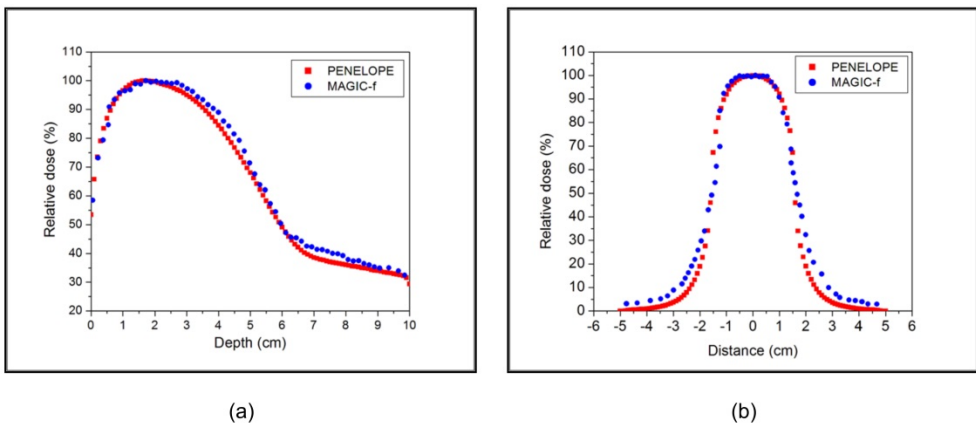 110
100
90
80
70
60
50
40
30
20
Relative dose (%)
PENELOPE
MAGIC-f
0 1 2 3 4 5 6 7 8 9 10
Depth (cm)
(a)
110
100
90
80
70
60
50
40
30
20
10
0
Relative dose (%)
PENELOPE
MAGIC-f
-6 -5 -4 -3 -2 -1 0 1 2 3 4 5 6
Distance (cm)
(b)